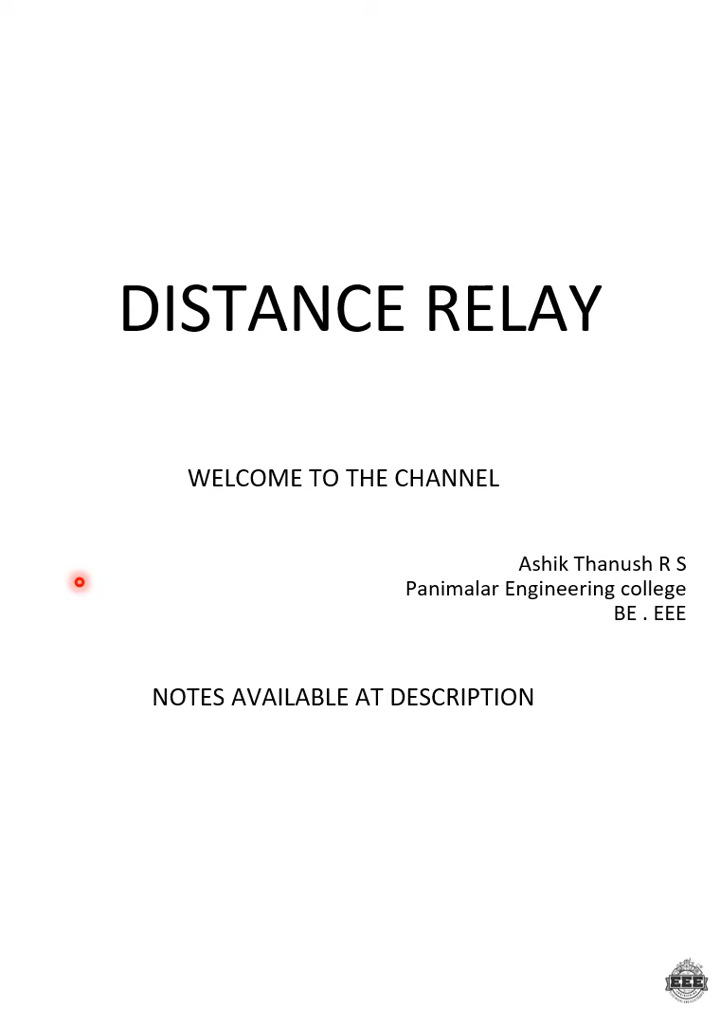 DISTANCE RELAY
WELCOME TO THE CHANNEL
Ashik Thanush R S
Panimalar Engineering college
BE . EEE
NOTES AVAILABLE AT DESCRIPTION
EEE